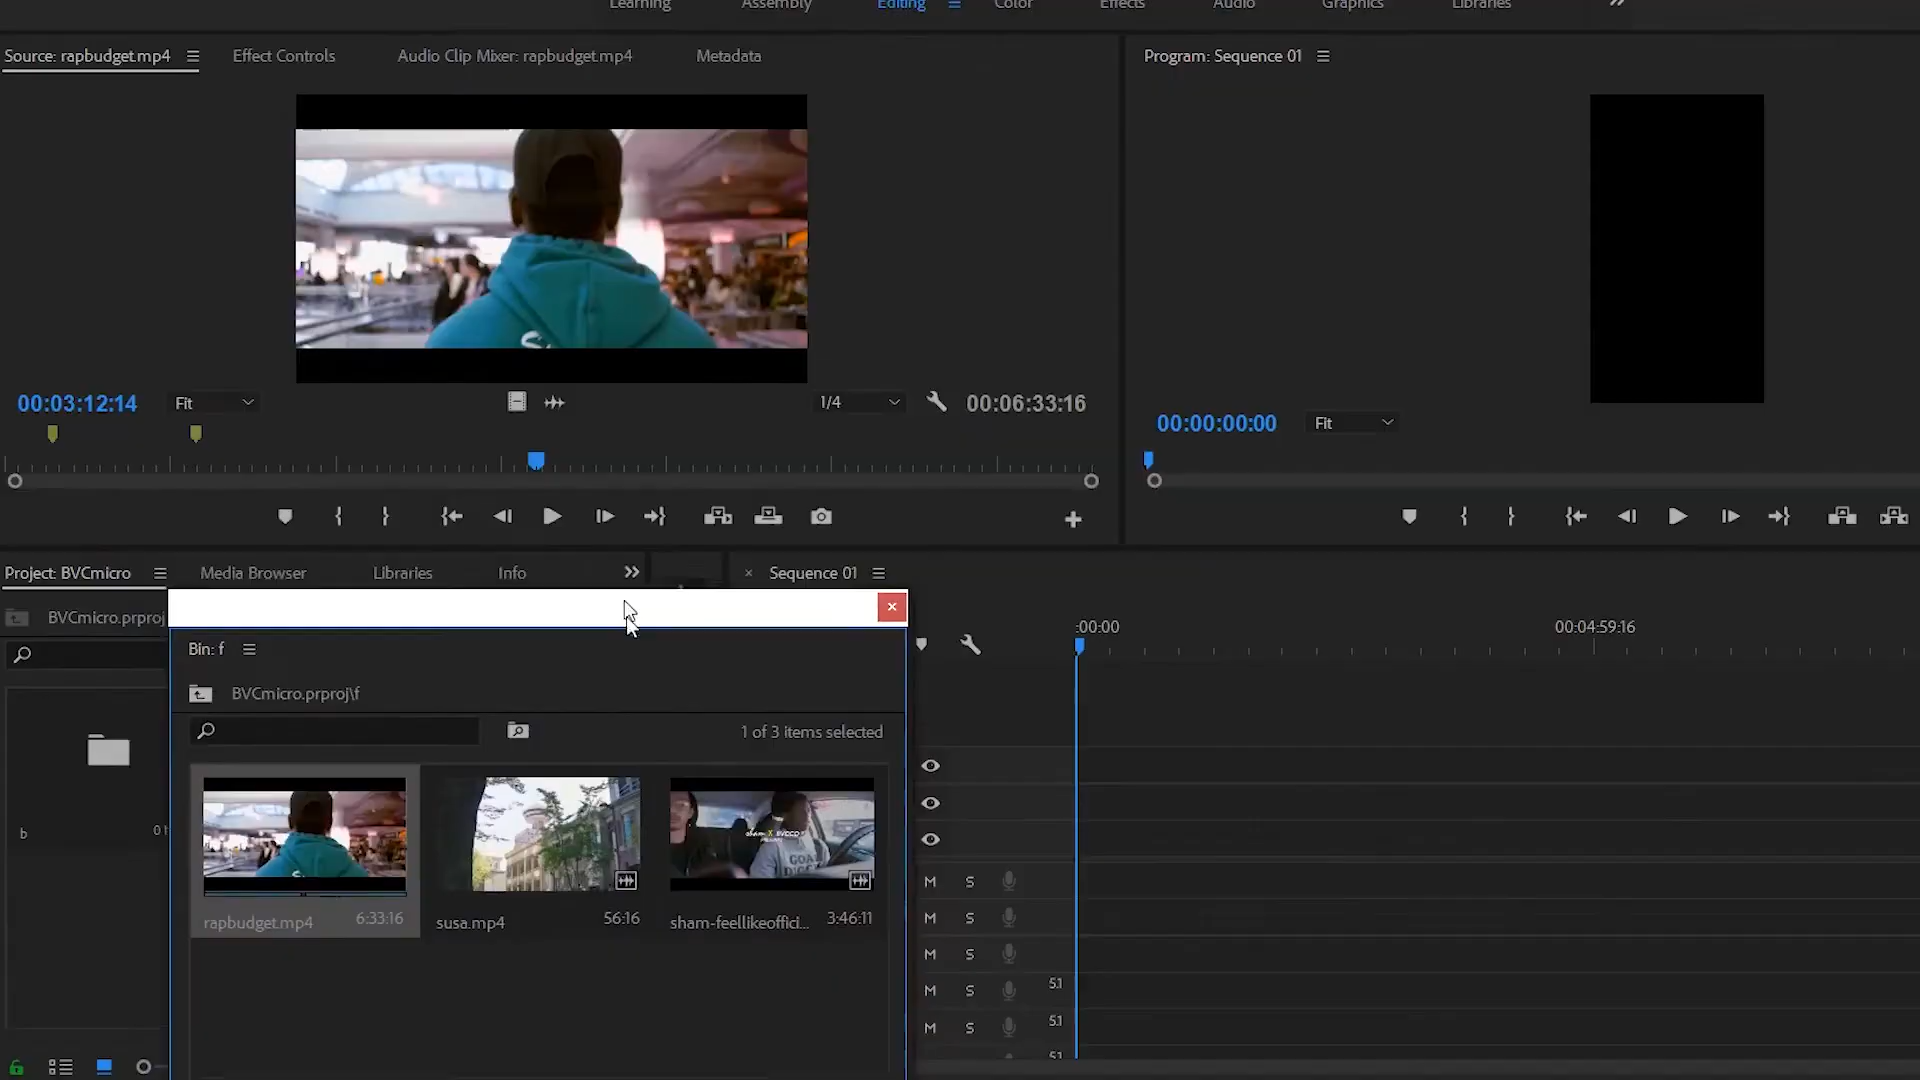 Learning Assembly Editing Color Effects Audio Graphics Libraries
Source: rapbudget.mp4 Effect Controls Audio Clip Mixer: rapbudget.mp4 Metadata
Program: Sequence 01
00:03:12:14 Fit 1/4 00:06:33:16
00:00:00:00 Fit
Project: BVCmicro Media Browser Libraries Info
× Sequence 01
BVCmicro.prproj
Bin: f
:00:00 00:04:59:16
BVCmicro.prproj\f
1 of 3 items selected
b
rapbudget.mp4 6:33:16
susa.mp4 56:16
sham-feellikeoffici... 3:46:11
M S
M S
M S
M S 5.1
M S 5.1
5.1